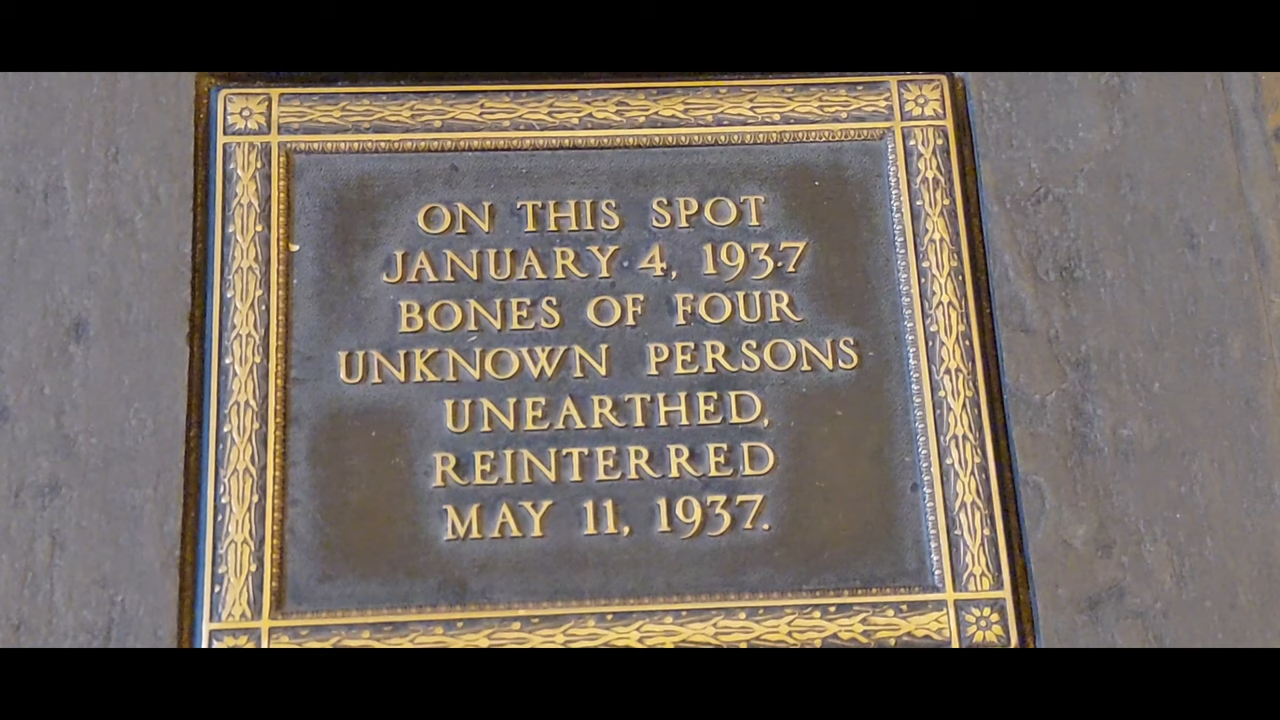 ON THIS SPOT
JANUARY 4, 1937
BONES OF FOUR
UNKNOWN PERSONS
UNEARTHED,
REINTERRED
MAY 11, 1937.